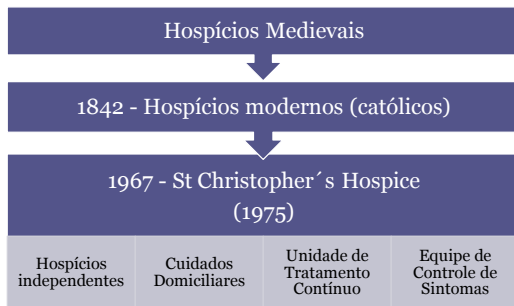 Hospícios Medievais
1842 - Hospícios modernos (católicos)
1967 - St Christopher´s Hospice
(1975)
Hospícios
independentes
Cuidados
Domiciliares
Unidade de
Tratamento
Contínuo
Equipe de
Controle de
Sintomas